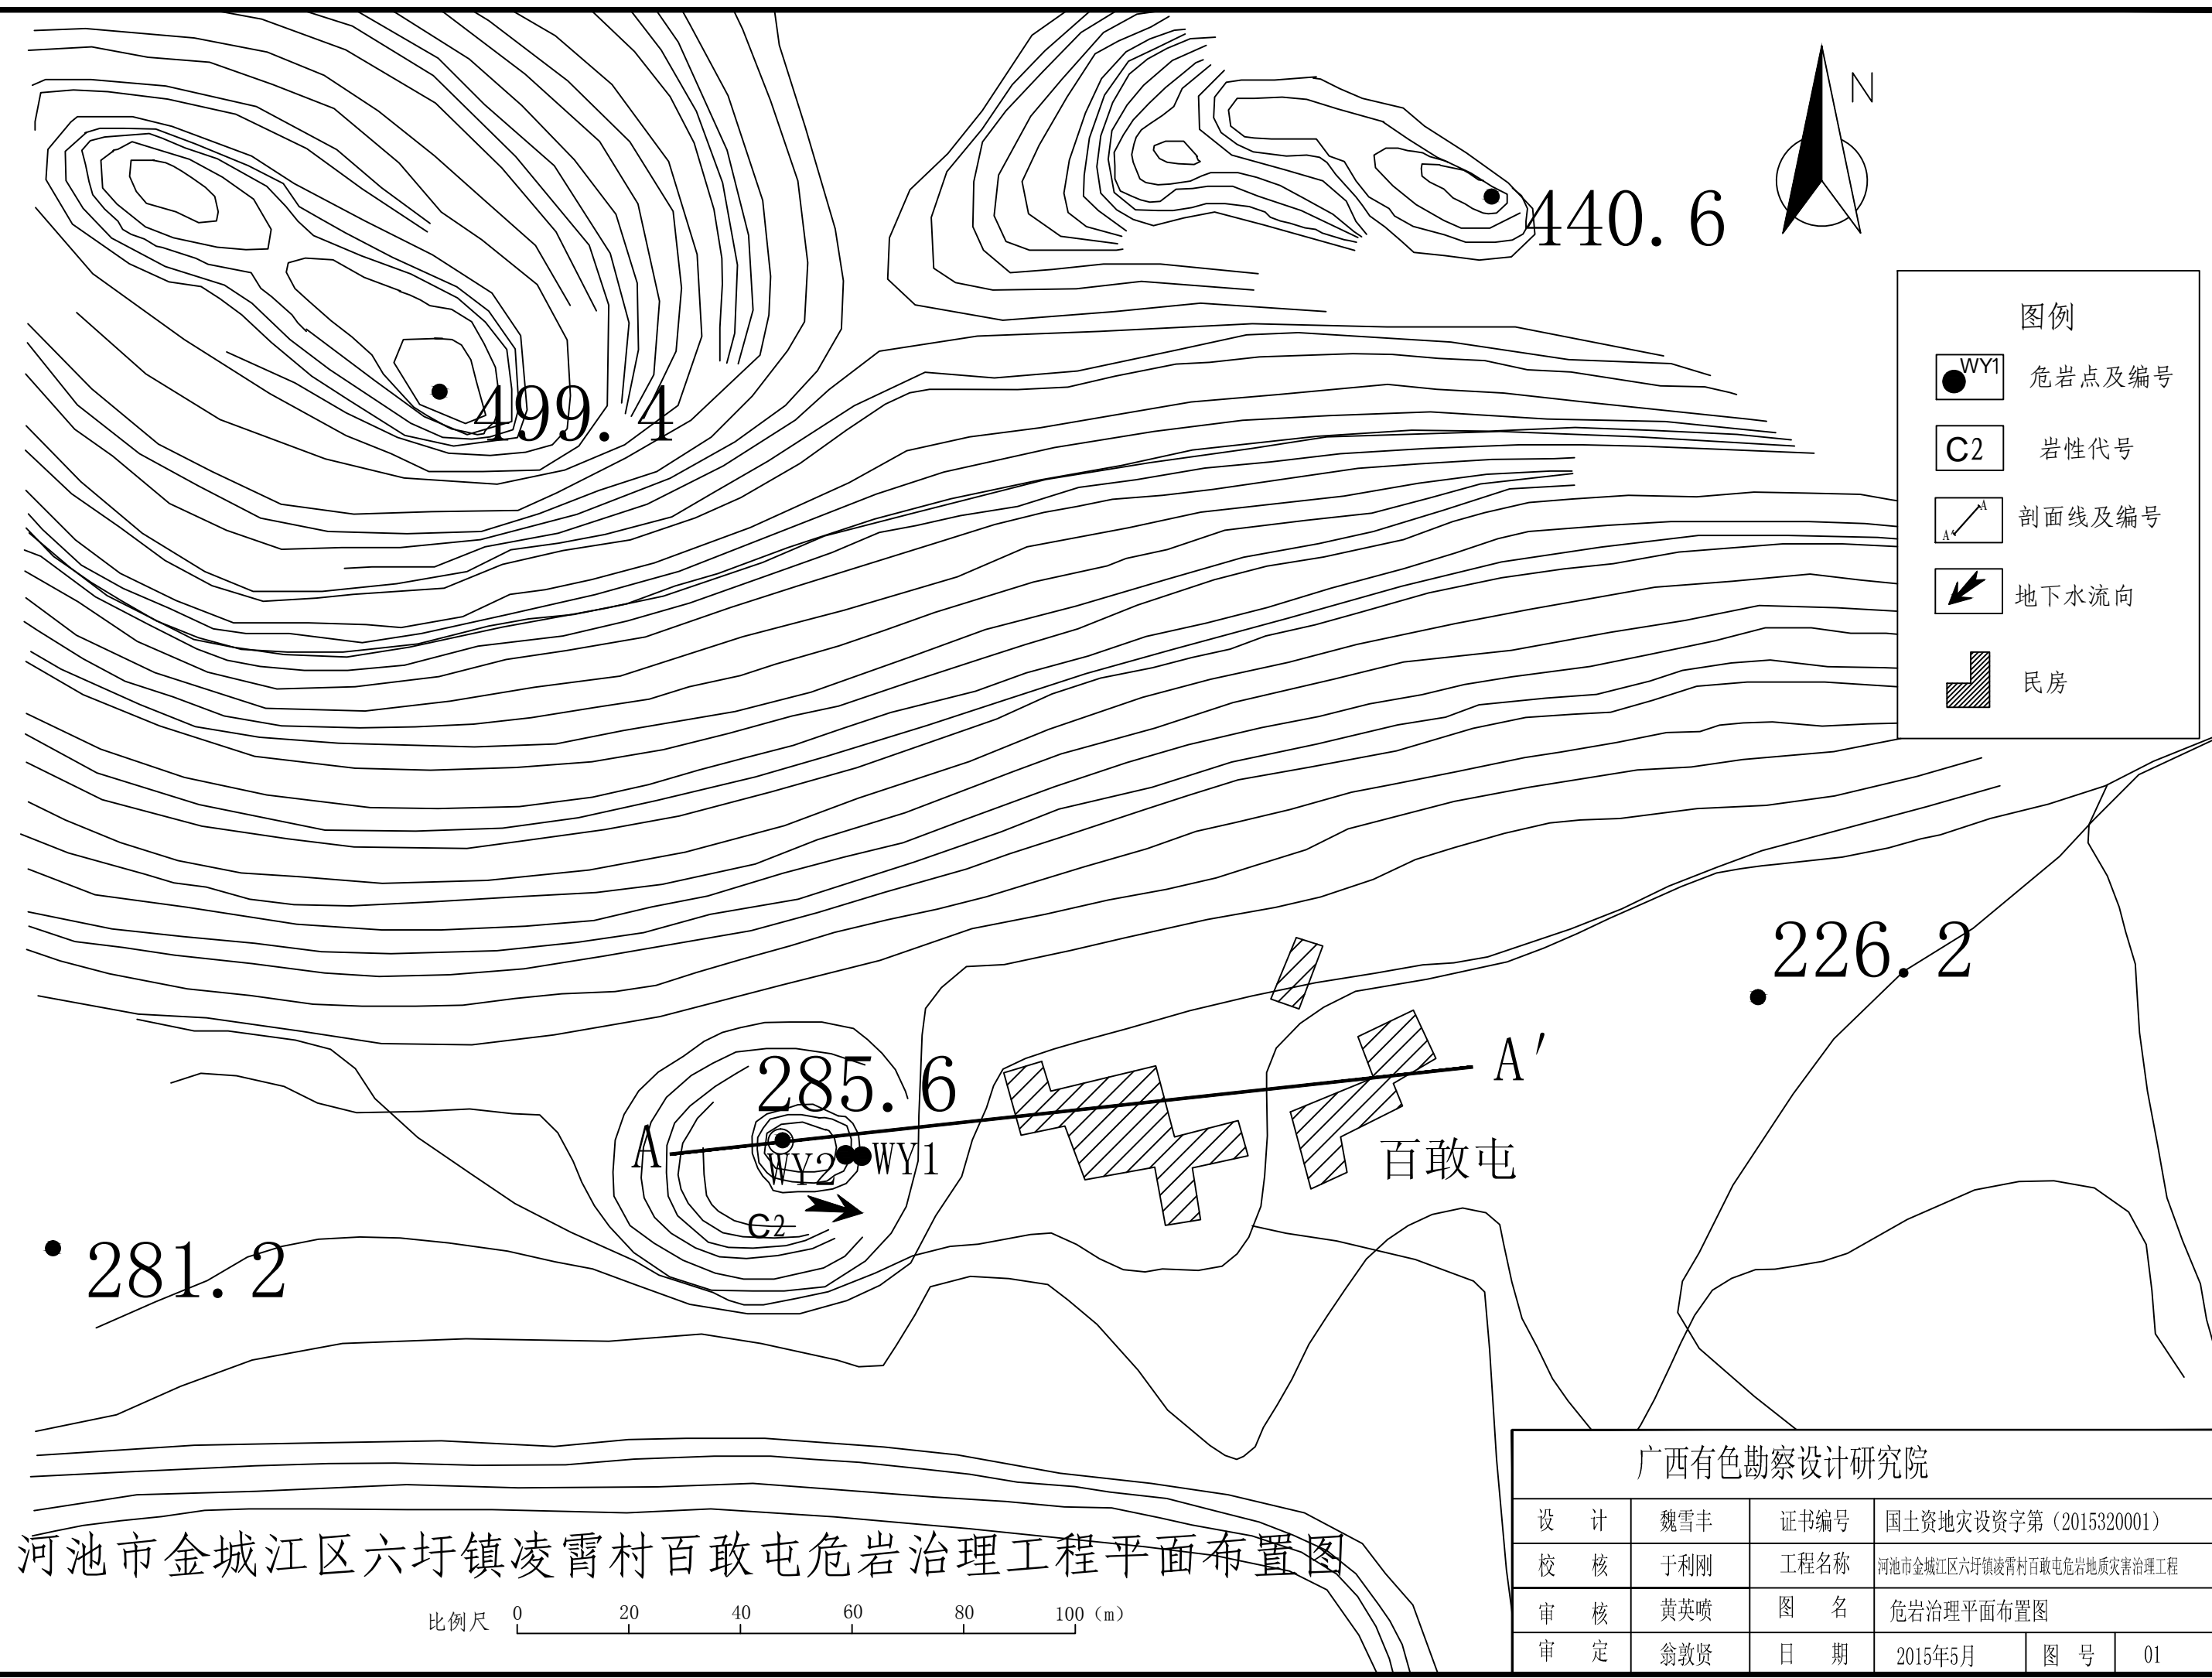 N
440.6
图例
WY1 危岩点及编号
499.4
C2 岩性代号
A A 剖面线及编号
地下水流向
民房
226.2
A'
285.6
A
WY2 WY1
百敢屯
C2
281.2
广西有色勘察设计研究院
设 计 魏雪丰 证书编号 国土资地灾设资字第（2015320001）
校 核 于利刚 工程名称 河池市金城江区六圩镇凌霄村百敢屯危岩地质灾害治理工程
审 核 黄英喷 图 名 危岩治理平面布置图
审 定 翁敦贤 日 期 2015年5月 图 号 01
河池市金城江区六圩镇凌霄村百敢屯危岩治理工程平面布置图
比例尺 0 20 40 60 80 100（m）